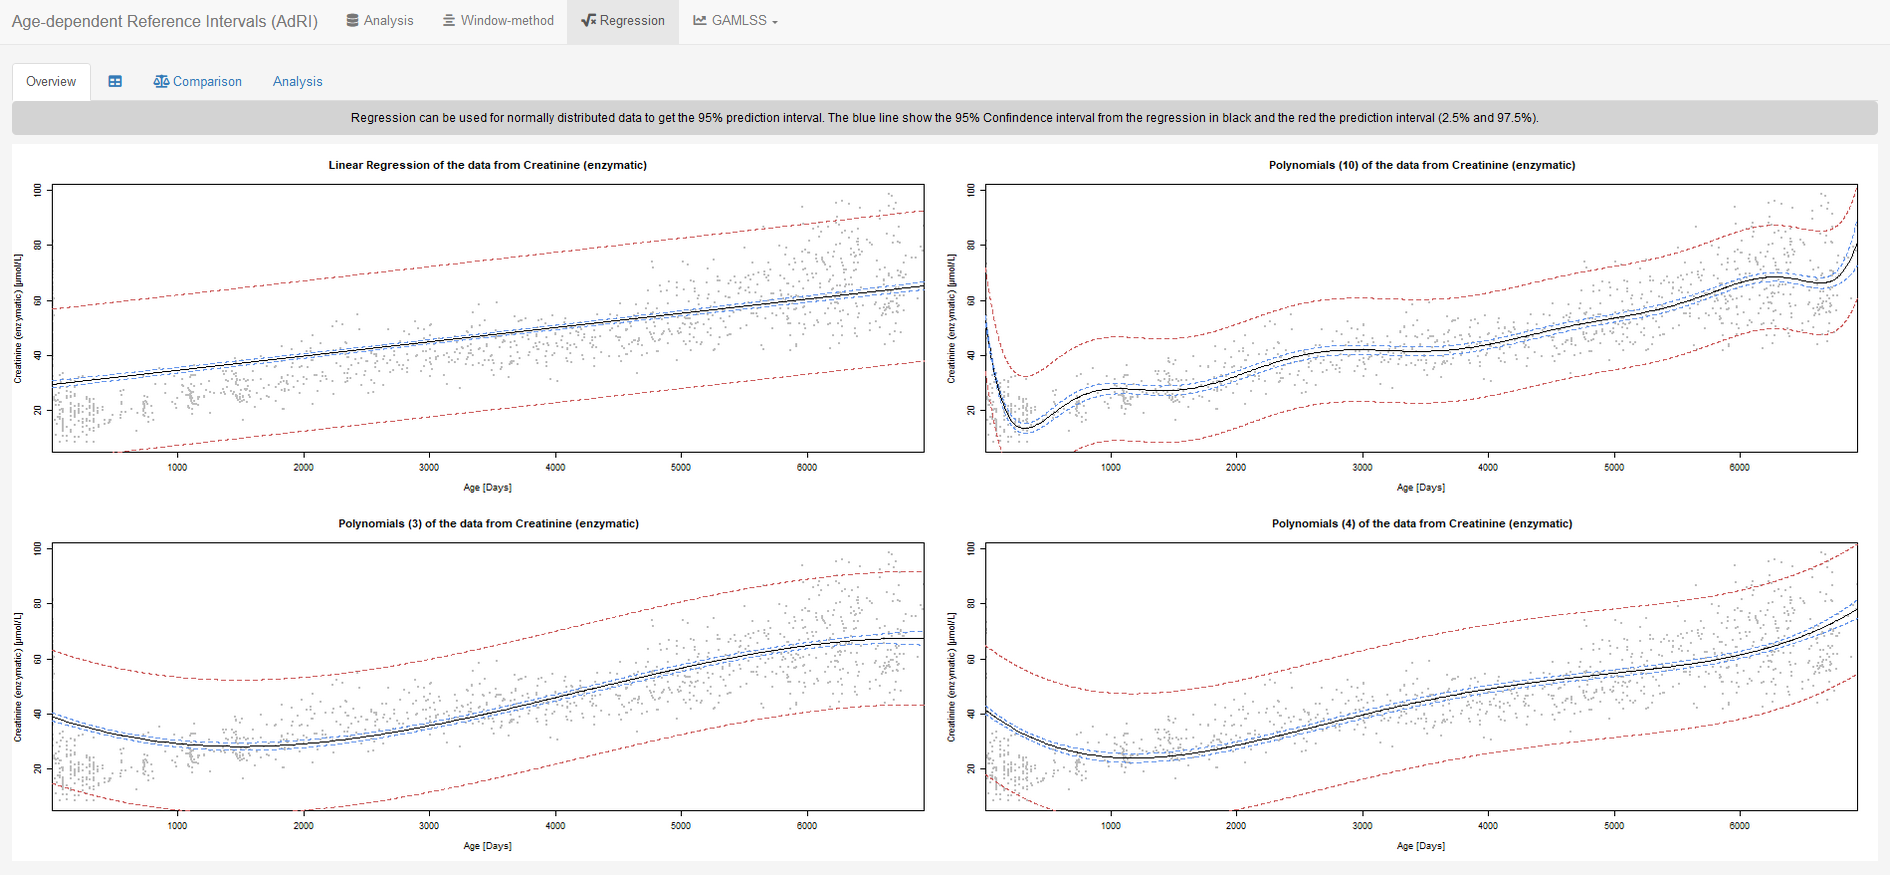 Age-dependent Reference Intervals (AdRI)
Analysis
Window-method
Regression
GAMLSS
Overview
Comparison
Analysis
Regression can be used for normally distributed data to get the 95% prediction interval. The blue line show the 95% Confindence interval from the regression in black and the red the prediction interval (2.5% and 97.5%).
Linear Regression of the data from Creatinine (enzymatic)
Creatinine (enzymatic) [µmol/L]
100
80
60
40
20
1000 2000 3000 4000 5000 6000
Age [Days]
Polynomials (10) of the data from Creatinine (enzymatic)
Creatinine (enzymatic) [µmol/L]
100
80
60
40
20
1000 2000 3000 4000 5000 6000
Age [Days]
Polynomials (3) of the data from Creatinine (enzymatic)
Creatinine (enzymatic) [µmol/L]
100
80
60
40
20
1000 2000 3000 4000 5000 6000
Age [Days]
Polynomials (4) of the data from Creatinine (enzymatic)
Creatinine (enzymatic) [µmol/L]
100
80
60
40
20
1000 2000 3000 4000 5000 6000
Age [Days]